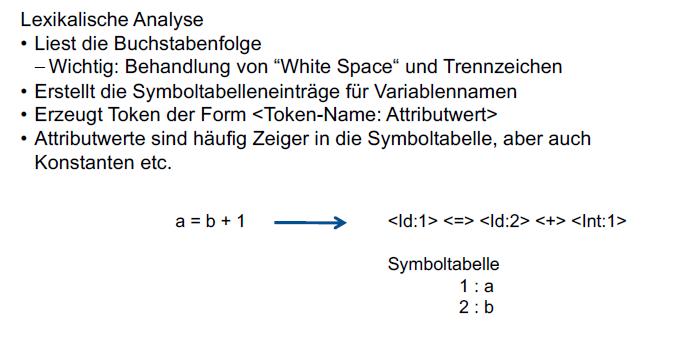 Lexikalische Analyse
• Liest die Buchstabenfolge
– Wichtig: Behandlung von “White Space“ und Trennzeichen
• Erstellt die Symboltabelleneinträge für Variablennamen
• Erzeugt Token der Form <Token-Name: Attributwert>
• Attributwerte sind häufig Zeiger in die Symboltabelle, aber auch
Konstanten etc.
a = b + 1 <Id:1> <=> <Id:2> <+> <Int:1>
Symboltabelle
1 : a
2 : b